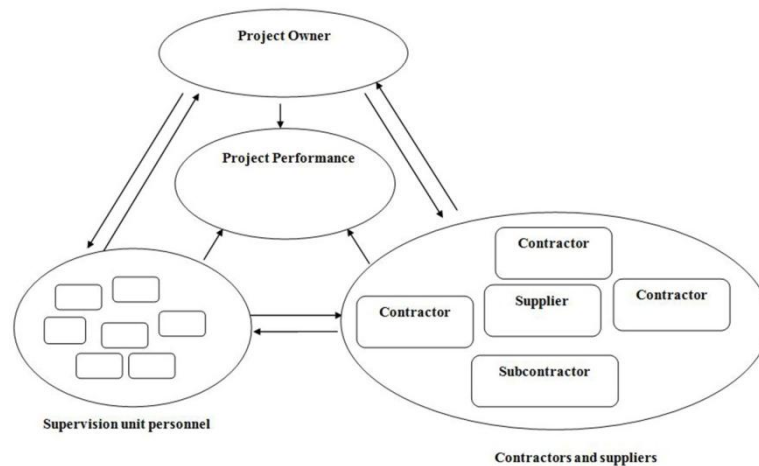 Project Owner
Project Performance
Contractor
Contractor
Supplier
Contractor
Subcontractor
Supervision unit personnel
Contractors and suppliers